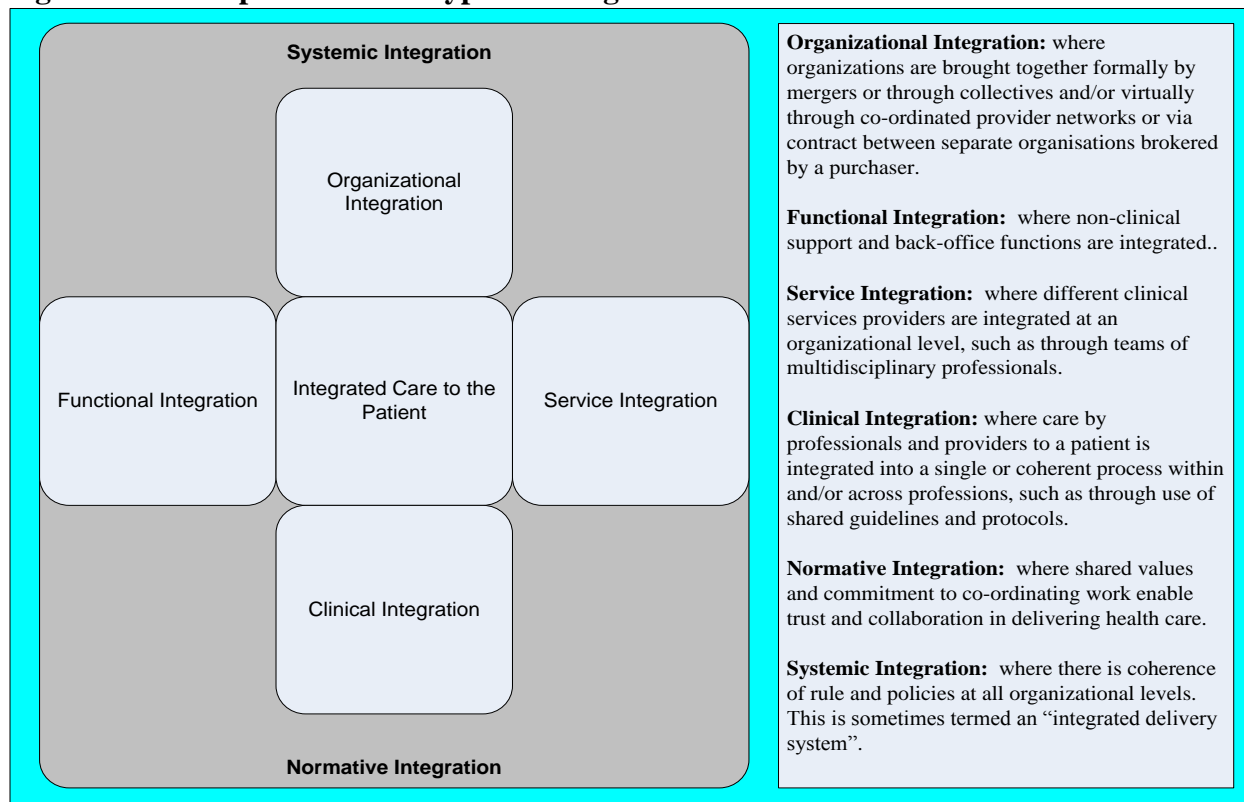 Systemic Integration
Organizational
Integration
Functional Integration
Integrated Care to the
Patient
Service Integration
Clinical Integration
Normative Integration
Organizational Integration: where
organizations are brought together formally by
mergers or through collectives and/or virtually
through co-ordinated provider networks or via
contract between separate organisations brokered
by a purchaser.
Functional Integration: where non-clinical
support and back-office functions are integrated..
Service Integration: where different clinical
services providers are integrated at an
organizational level, such as through teams of
multidisciplinary professionals.
Clinical Integration: where care by
professionals and providers to a patient is
integrated into a single or coherent process within
and/or across professions, such as through use of
shared guidelines and protocols.
Normative Integration: where shared values
and commitment to co-ordinating work enable
trust and collaboration in delivering health care.
Systemic Integration: where there is coherence
of rule and policies at all organizational levels.
This is sometimes termed an “integrated delivery
system”.